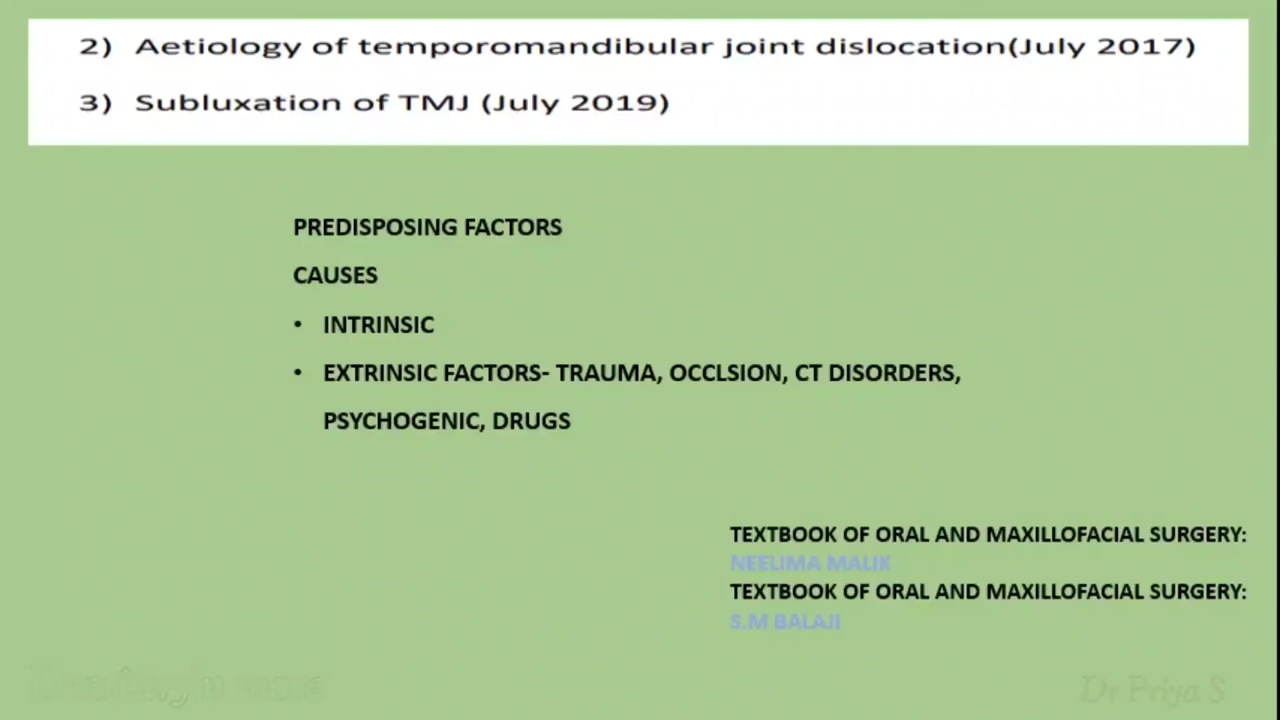 2) Aetiology of temporomandibular joint dislocation(July 2017)
3) Subluxation of TMJ (July 2019)
PREDISPOSING FACTORS
CAUSES
• INTRINSIC
• EXTRINSIC FACTORS- TRAUMA, OCCLSION, CT DISORDERS,
PSYCHOGENIC, DRUGS
TEXTBOOK OF ORAL AND MAXILLOFACIAL SURGERY:
NEELIMA MALIK
TEXTBOOK OF ORAL AND MAXILLOFACIAL SURGERY:
S.M BALAJI
Dr Priya S